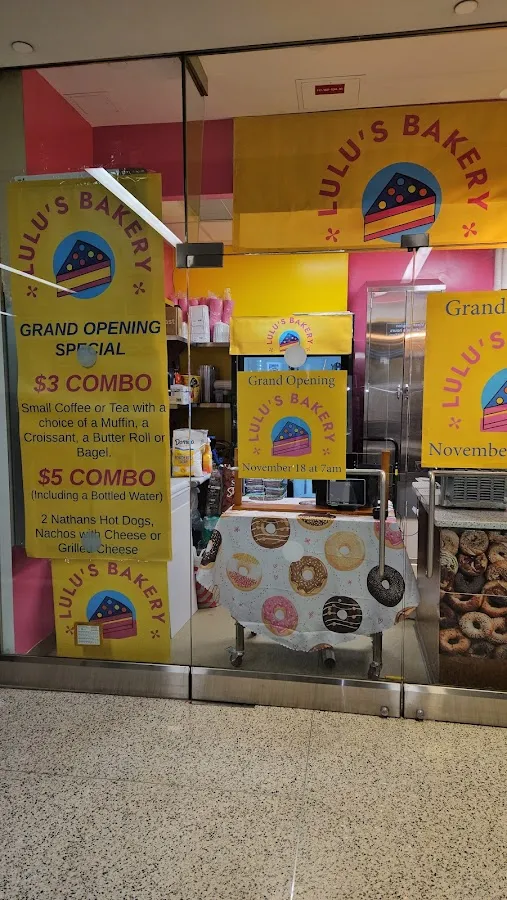 LULU'S BAKERY
LULU'S BAKERY
GRAND OPENING
SPECIAL
$3 COMBO
Small Coffee or Tea with a
choice of a Muffin, a
Croissant, a Butter Roll or
Bagel.
$5 COMBO
(Including a Bottled Water)
2 Nathans Hot Dogs,
Nachos with Cheese or
Grilled Cheese
LULU'S BAKERY
LULU'S BAKERY
Grand Opening
LULU'S BAKERY
November 18 at 7am
Grand
LULU'S
Novembe
Domino